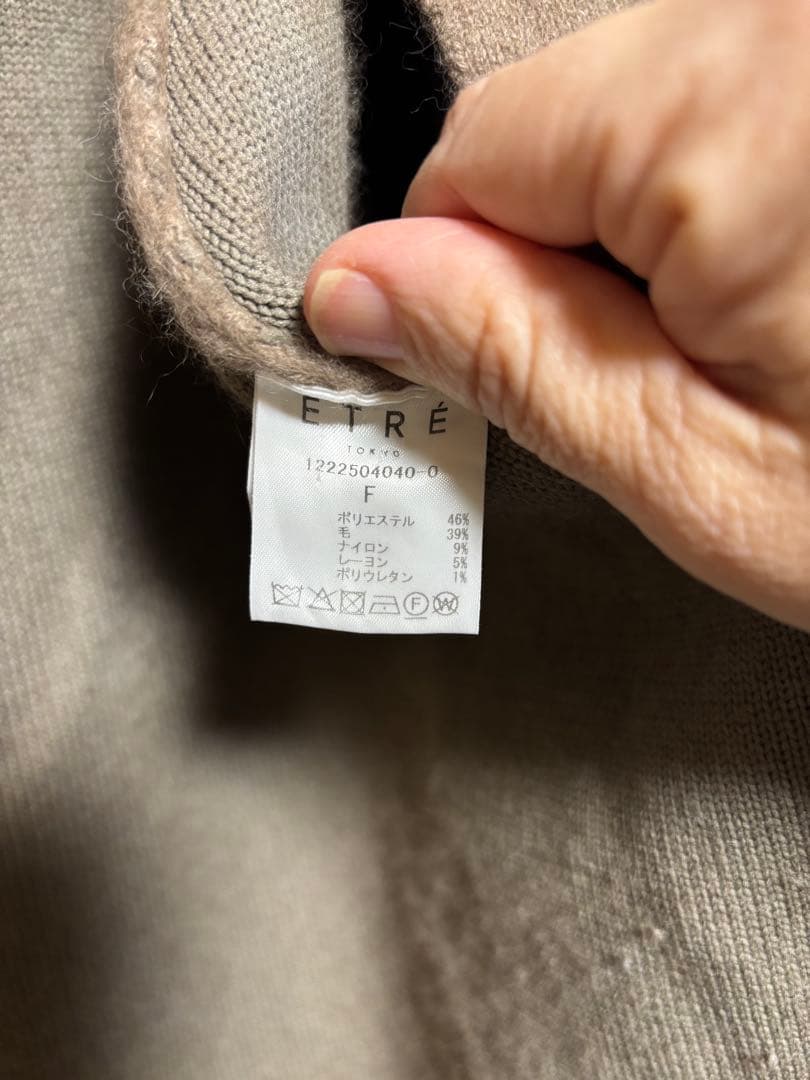 ETRÉ
TOKYO
1222504040-0
F
ポリエステル 46%
毛 39%
ナイロン 9%
レーヨン 5%
ポリウレタン 1%
F W